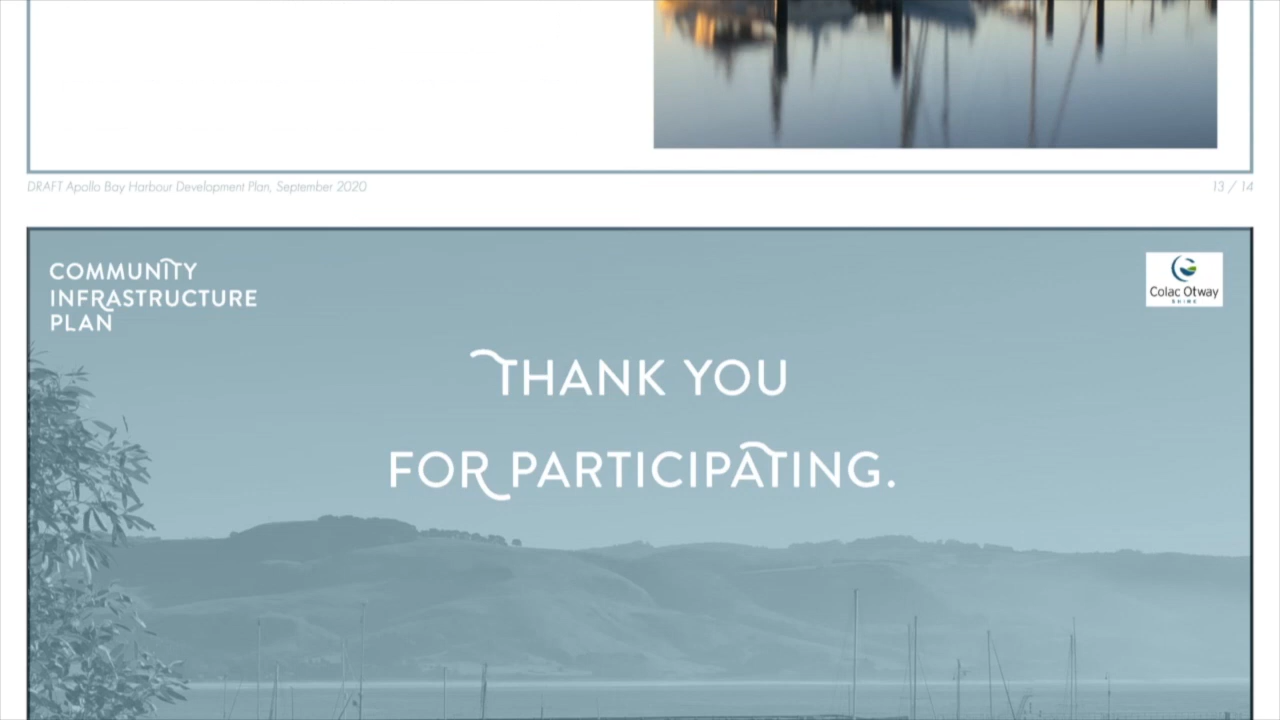 DRAFT Apollo Bay Harbour Development Plan, September 2020
13 / 14
COMMUNITY
INFRASTRUCTURE
PLAN
Colac Otway
SHIRE
THANK YOU
FOR PARTICIPATING.